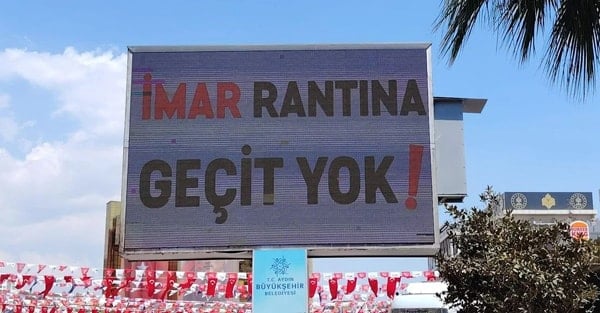 İMAR RANTINA
GEÇİT YOK!
T.C. AYDIN
BÜYÜKŞEHİR
BELEDİYESİ